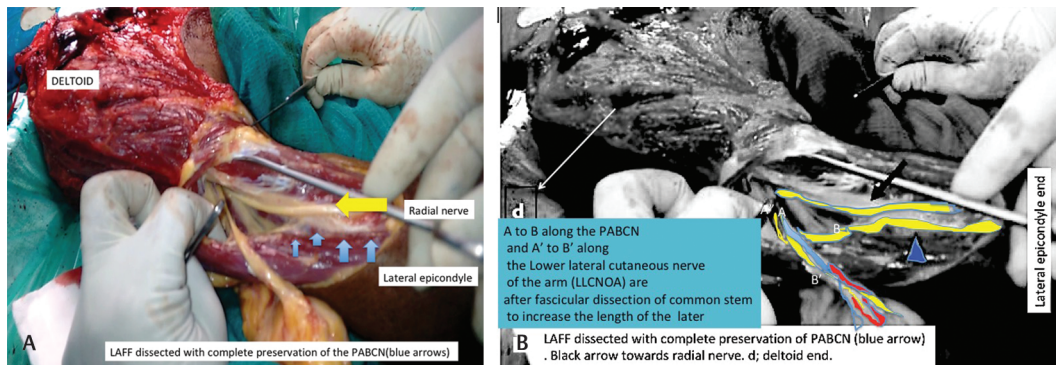 DELTOID
Radial nerve
Lateral epicondyle
A
LAFF dissected with complete preservation of the PABCN(blue arrows)
d
A
B
B'
Lateral epicondyle end
A to B along the PABCN
and A’ to B’ along
the Lower lateral cutaneous nerve
of the arm (LLCNOA) are
after fascicular dissection of common stem
to increase the length of the later
B
LAFF dissected with complete preservation of PABCN (blue arrow)
. Black arrow towards radial nerve. d; deltoid end.